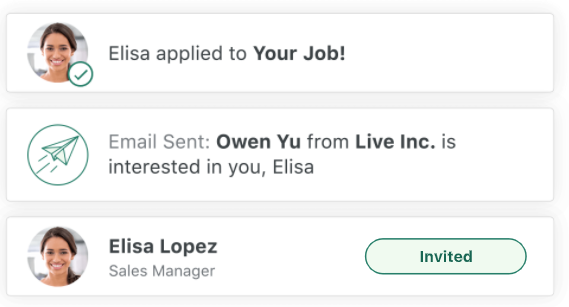 Elisa applied to Your Job!
Email Sent: Owen Yu from Live Inc. is
interested in you, Elisa
Elisa Lopez
Invited
Sales Manager